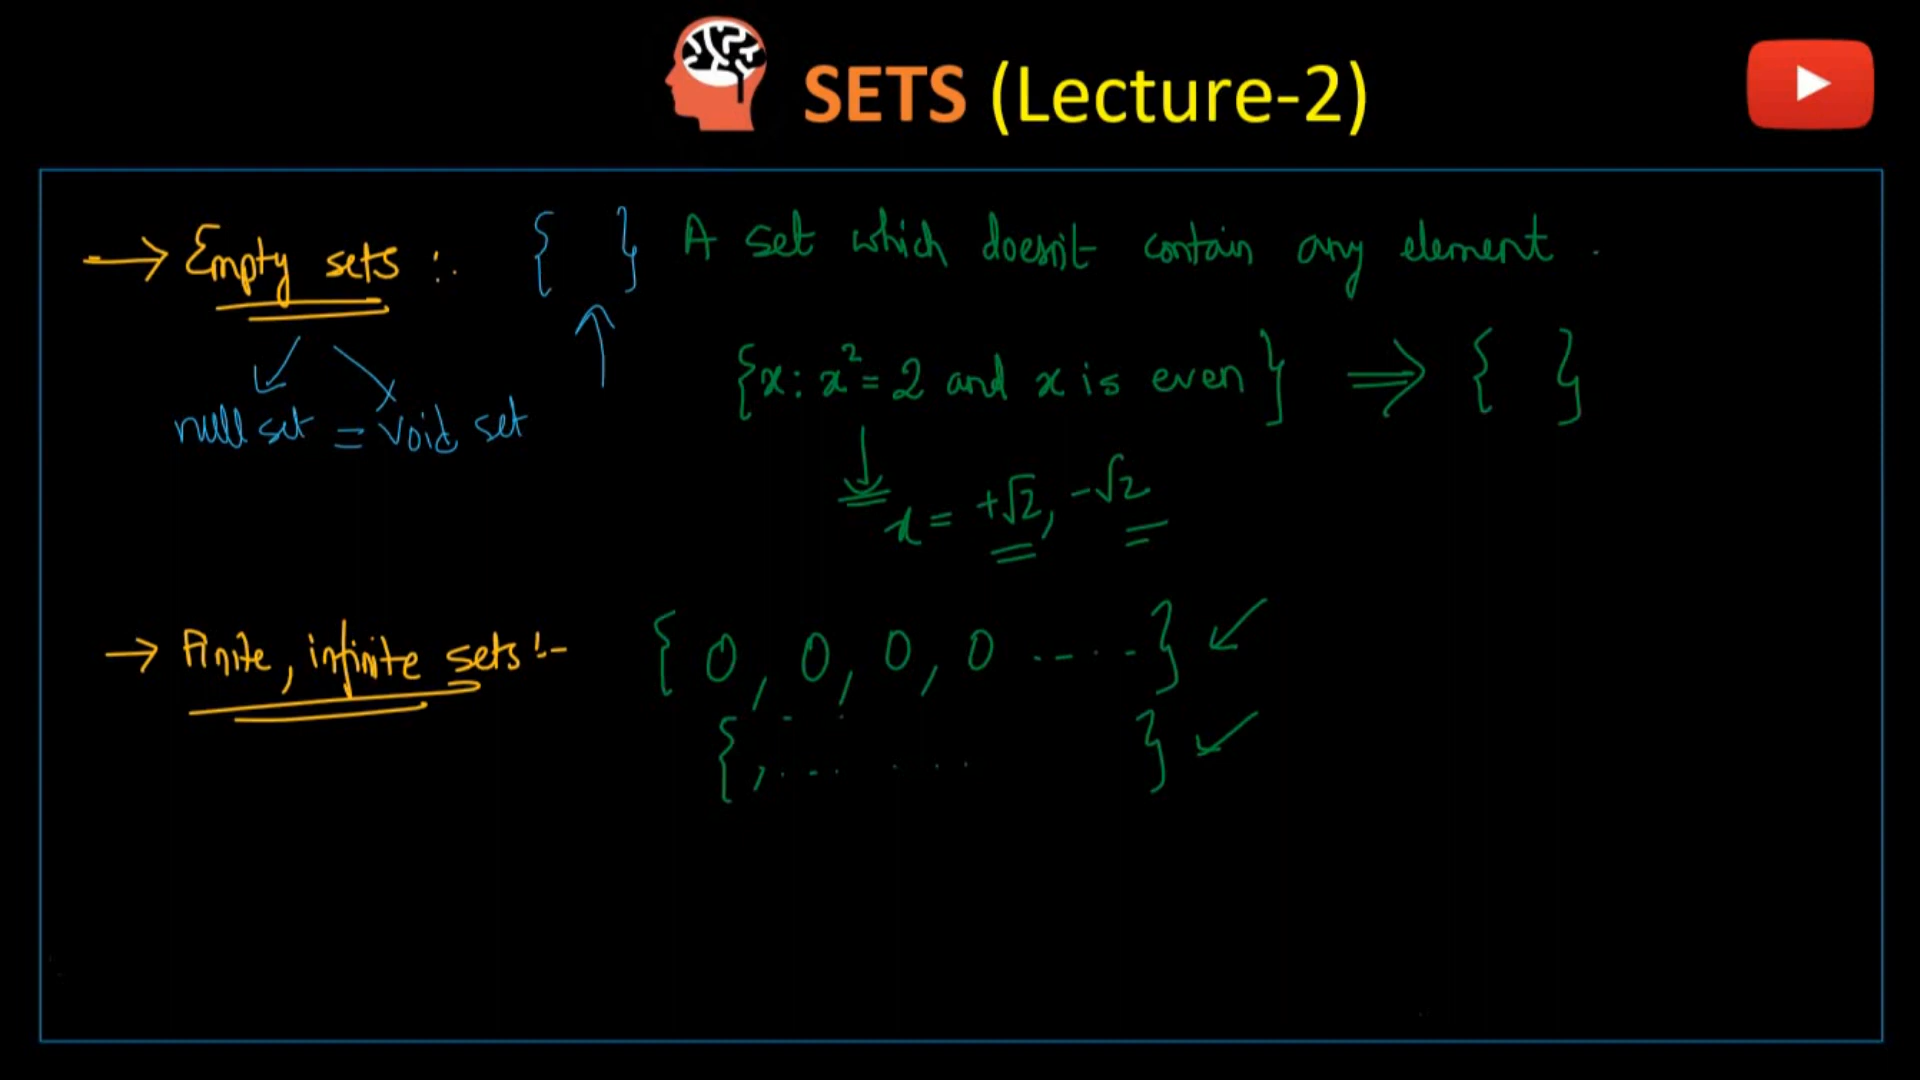 SETS (Lecture-2)
→ Empty sets :. { } A set which doesn't contain any element .
null set = void set
{x: x² = 2 and x is even} ⇒ { }
x = +√2, -√2
→ Finite, infinite sets :- { 0, 0, 0, 0 ..... }
{, ... ... }